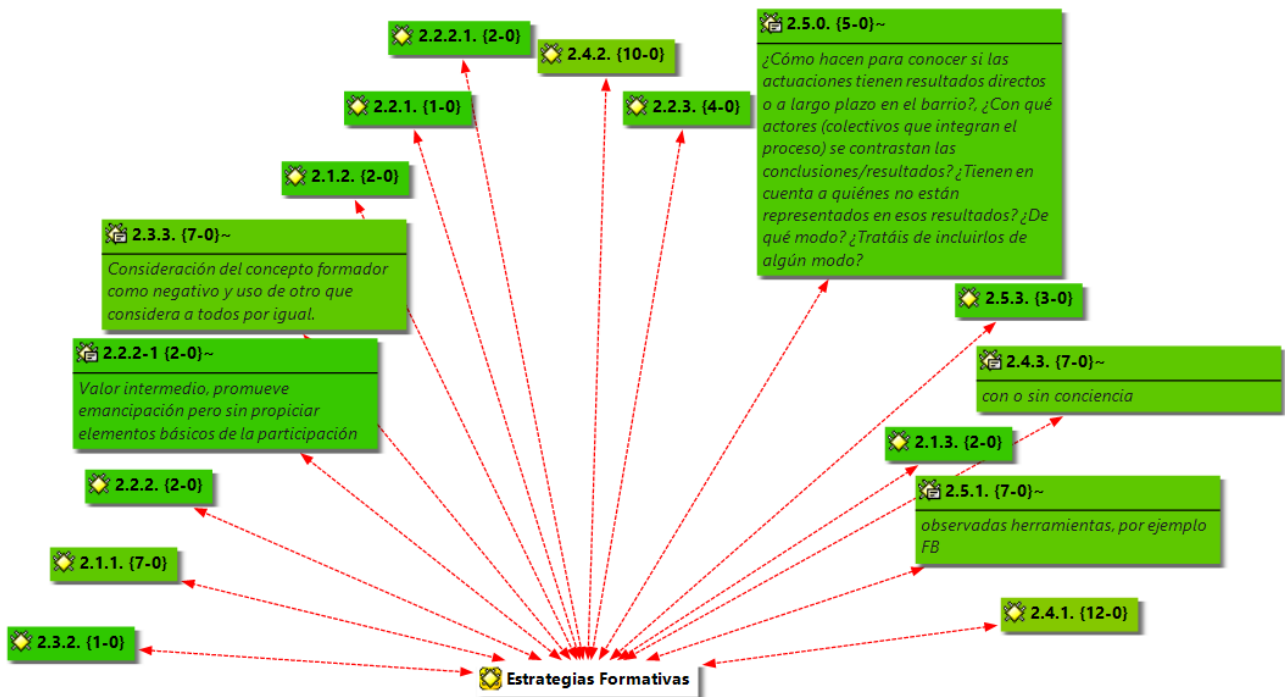 2.5.0. {5-0}~
¿Cómo hacen para conocer si las
actuaciones tienen resultados directos
o a largo plazo en el barrio?, ¿Con qué
actores (colectivos que integran el
proceso) se contrastan las
conclusiones/resultados? ¿Tienen en
cuenta a quiénes no están
representados en esos resultados? ¿De
qué modo? ¿Tratáis de incluirlos de
algún modo?
2.2.2.1. {2-0}
2.4.2. {10-0}
2.2.1. {1-0}
2.2.3. {4-0}
2.1.2. {2-0}
2.3.3. {7-0}~
Consideración del concepto formador
como negativo y uso de otro que
considera a todos por igual.
2.5.3. {3-0}
2.2.2-1 {2-0}~
Valor intermedio, promueve
emancipación pero sin propiciar
elementos básicos de la participación
2.4.3. {7-0}~
con o sin conciencia
2.1.3. {2-0}
2.2.2. {2-0}
2.5.1. {7-0}~
observadas herramientas, por ejemplo
FB
2.1.1. {7-0}
2.4.1. {12-0}
2.3.2. {1-0}
Estrategias Formativas